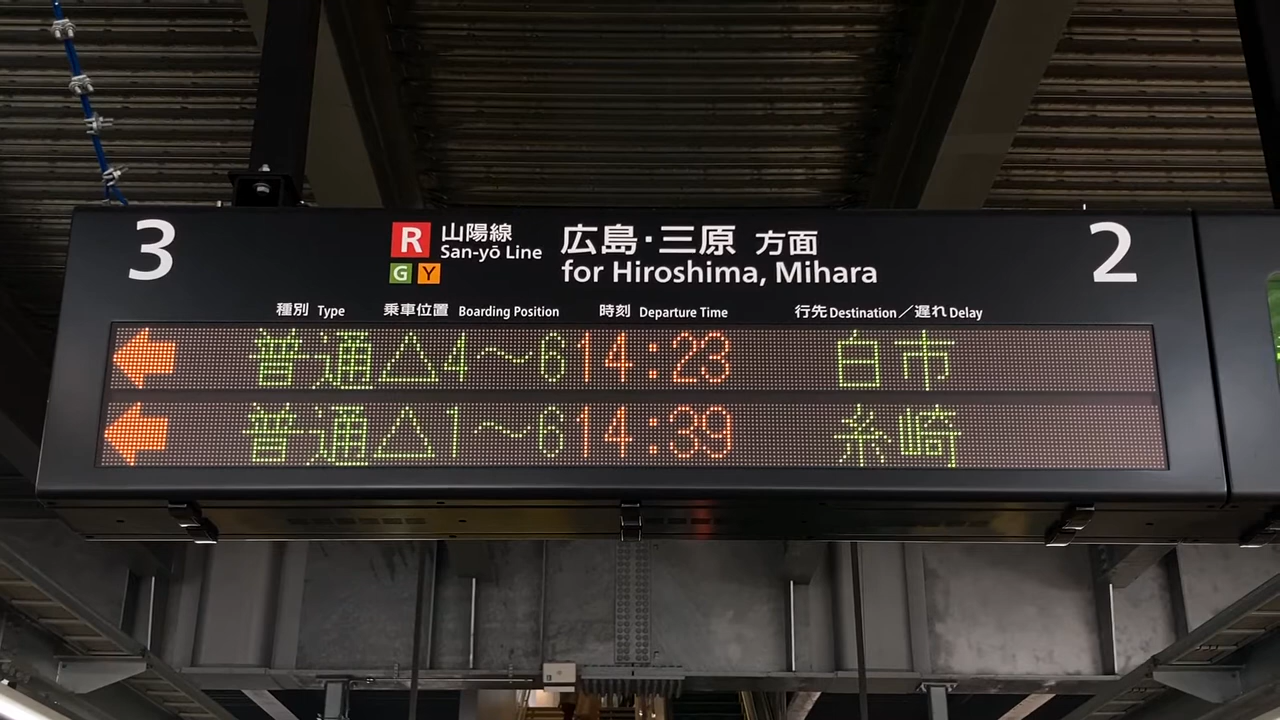 3 R 山陽線 広島・三原 方面 2
San-yō Line for Hiroshima, Mihara
G Y
種別 Type 乗車位置 Boarding Position 時刻 Departure Time 行先 Destination／遅れ Delay
普通 △4〜6 14:23 白市
普通 △1〜6 14:39 糸崎